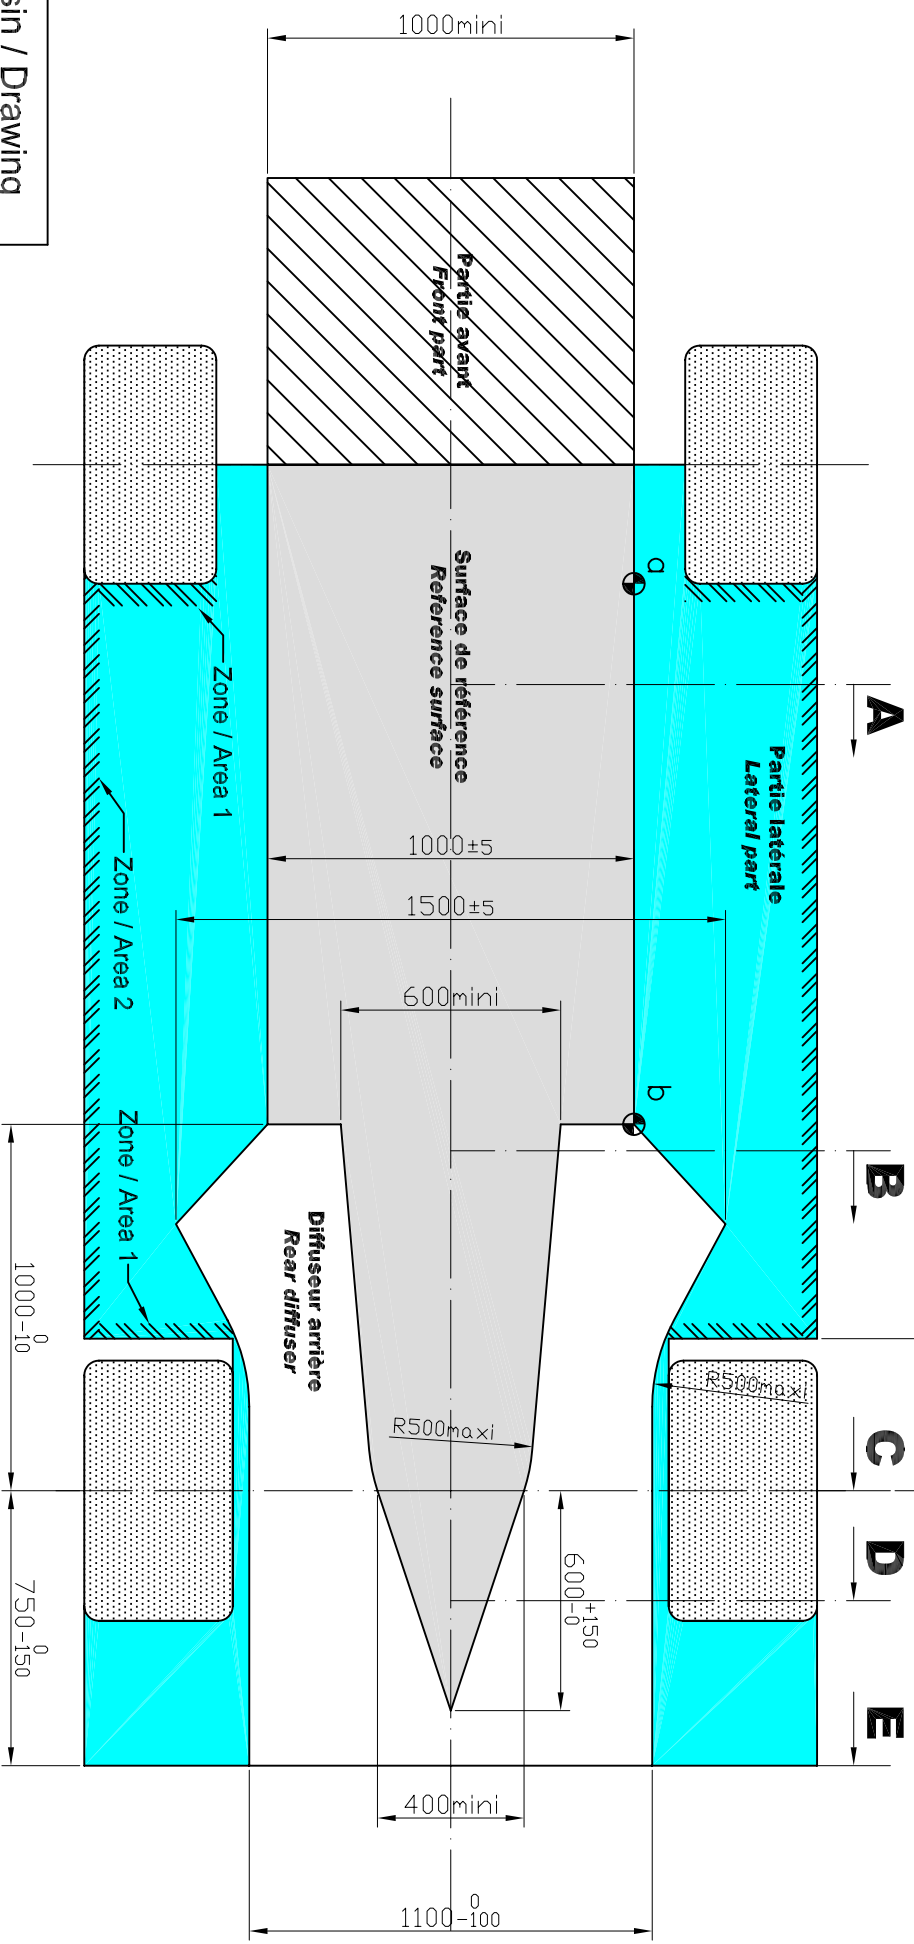 sin / Drawing
1000mini
Partie avant
Front part
a
A
Surface de référence
Reference surface
Partie latérale
Lateral part
Zone / Area 1
1000±5
Zone / Area 2
1500±5
600mini
b
B
Zone / Area 1
Diffuseur arrière
Rear diffuser
1000 0 -10
R500maxi
R500maxi
C
D
600 +150 -0
750 0 -150
E
400mini
1100 0 -100